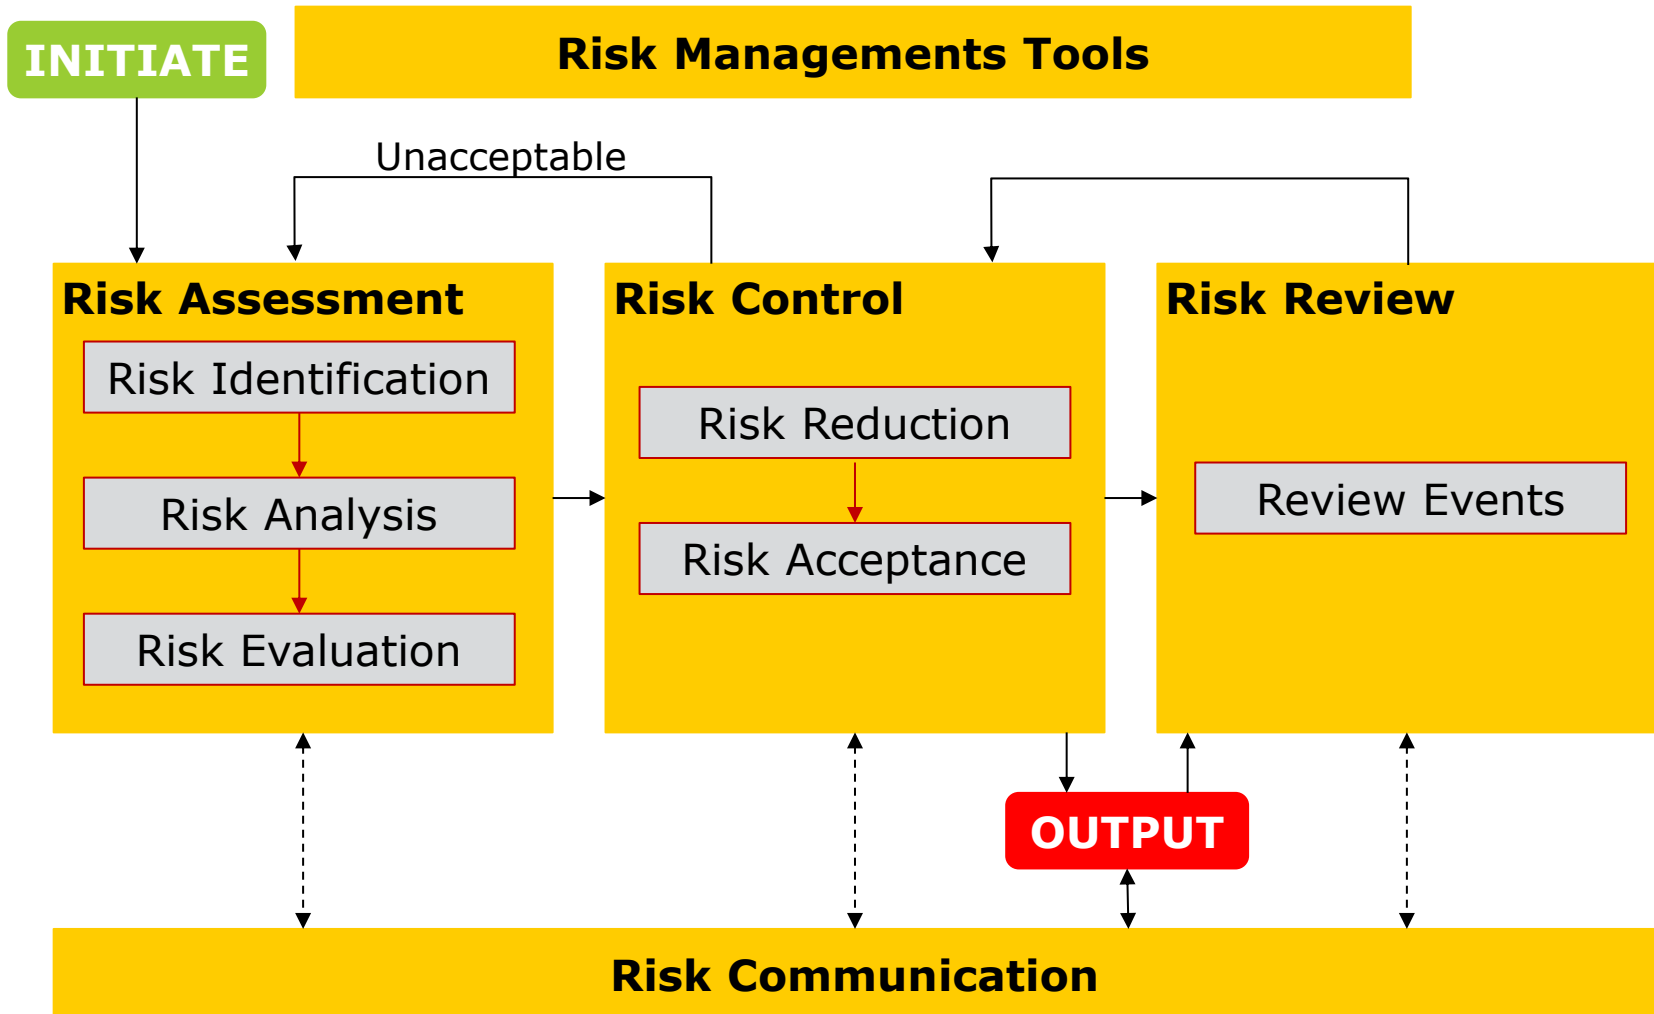 INITIATE
Risk Managements Tools
Unacceptable
Risk Assessment
Risk Identification
Risk Analysis
Risk Evaluation
Risk Control
Risk Reduction
Risk Acceptance
Risk Review
Review Events
OUTPUT
Risk Communication